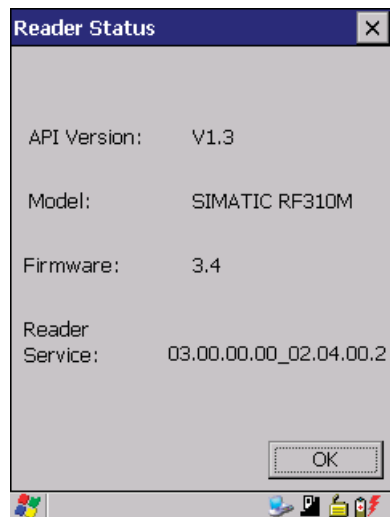 Reader Status
API Version: V1.3
Model: SIMATIC RF310M
Firmware: 3.4
Reader
Service: 03.00.00.00_02.04.00.2
OK